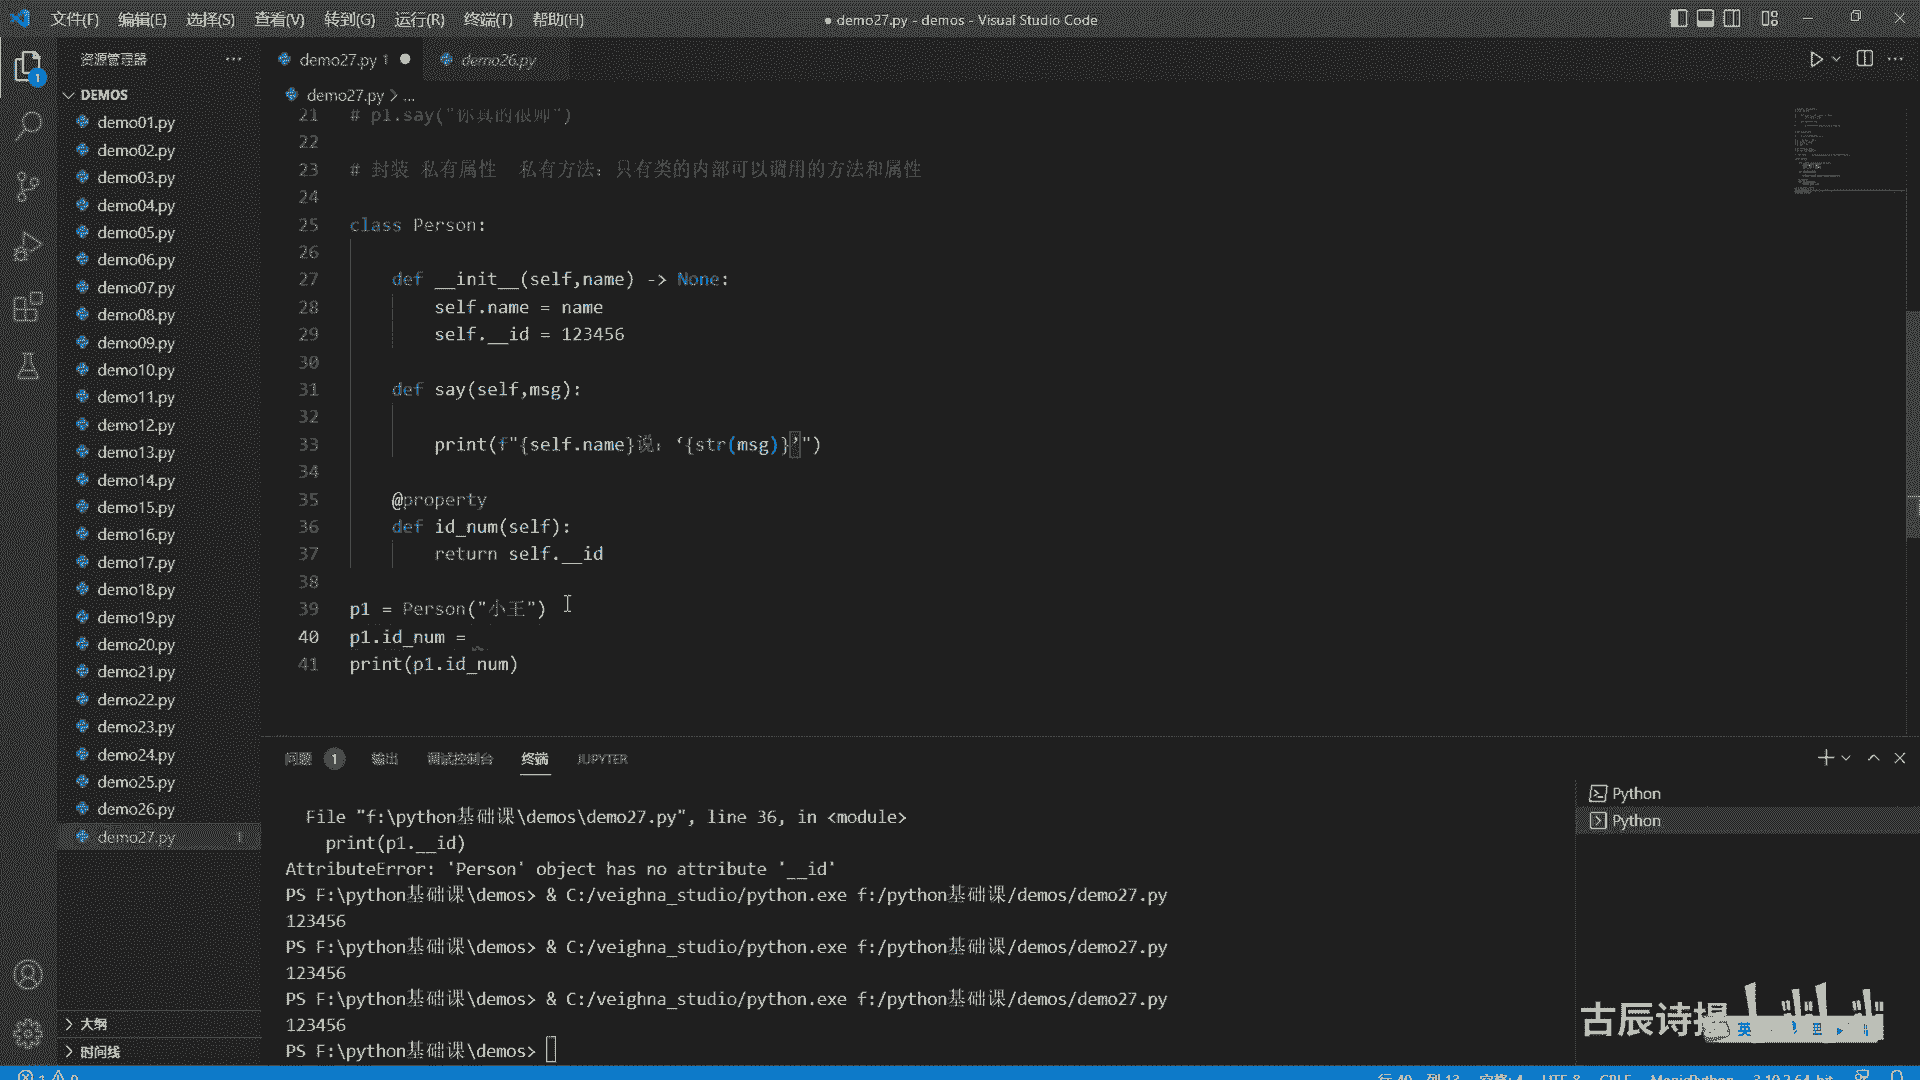 文件(F) 编辑(E) 选择(S) 查看(V) 转到(G) 运行(R) 终端(T) 帮助(H) ● demo27.py - demos - Visual Studio Code
资源管理器 ··· demo27.py 1 ● demo26.py
DEMOS
demo27.py > ...
demo01.py
demo02.py
demo03.py
demo04.py
demo05.py
demo06.py
demo07.py
demo08.py
demo09.py
demo10.py
demo11.py
demo12.py
demo13.py
demo14.py
demo15.py
demo16.py
demo17.py
demo18.py
demo19.py
demo20.py
demo21.py
demo22.py
demo23.py
demo24.py
demo25.py
demo26.py
demo27.py 1
大纲
时间线
21 # p1.say("你真的很帅")
22
23 # 封装 私有属性 私有方法：只有类的内部可以调用的方法和属性
24
25 class Person:
26
27 def __init__(self,name) -> None:
28 self.name = name
29 self.__id = 123456
30
31 def say(self,msg):
32
33 print(f"{self.name}说：‘{str(msg)}’")
34
35 @property
36 def id_num(self):
37 return self.__id
38
39 p1 = Person("小王")
40 p1.id_num =
41 print(p1.id_num)
问题 1 输出 调试控制台 终端 JUPYTER
File "f:\python基础课\demos\demo27.py", line 36, in <module>
print(p1.__id)
AttributeError: 'Person' object has no attribute '__id'
PS F:\python基础课\demos> & C:/veighna_studio/python.exe f:/python基础课/demos/demo27.py
123456
PS F:\python基础课\demos> & C:/veighna_studio/python.exe f:/python基础课/demos/demo27.py
123456
PS F:\python基础课\demos> & C:/veighna_studio/python.exe f:/python基础课/demos/demo27.py
123456
PS F:\python基础课\demos>
Python
Python
古辰诗
英